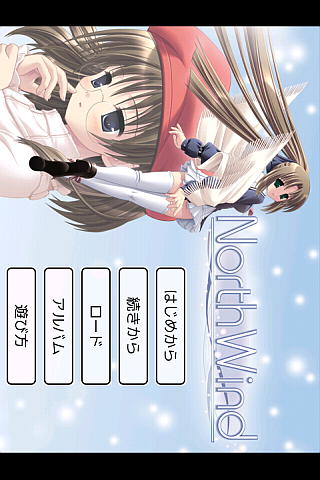 North Wind
はじめから
続きから
ロード
アルバム
遊び方